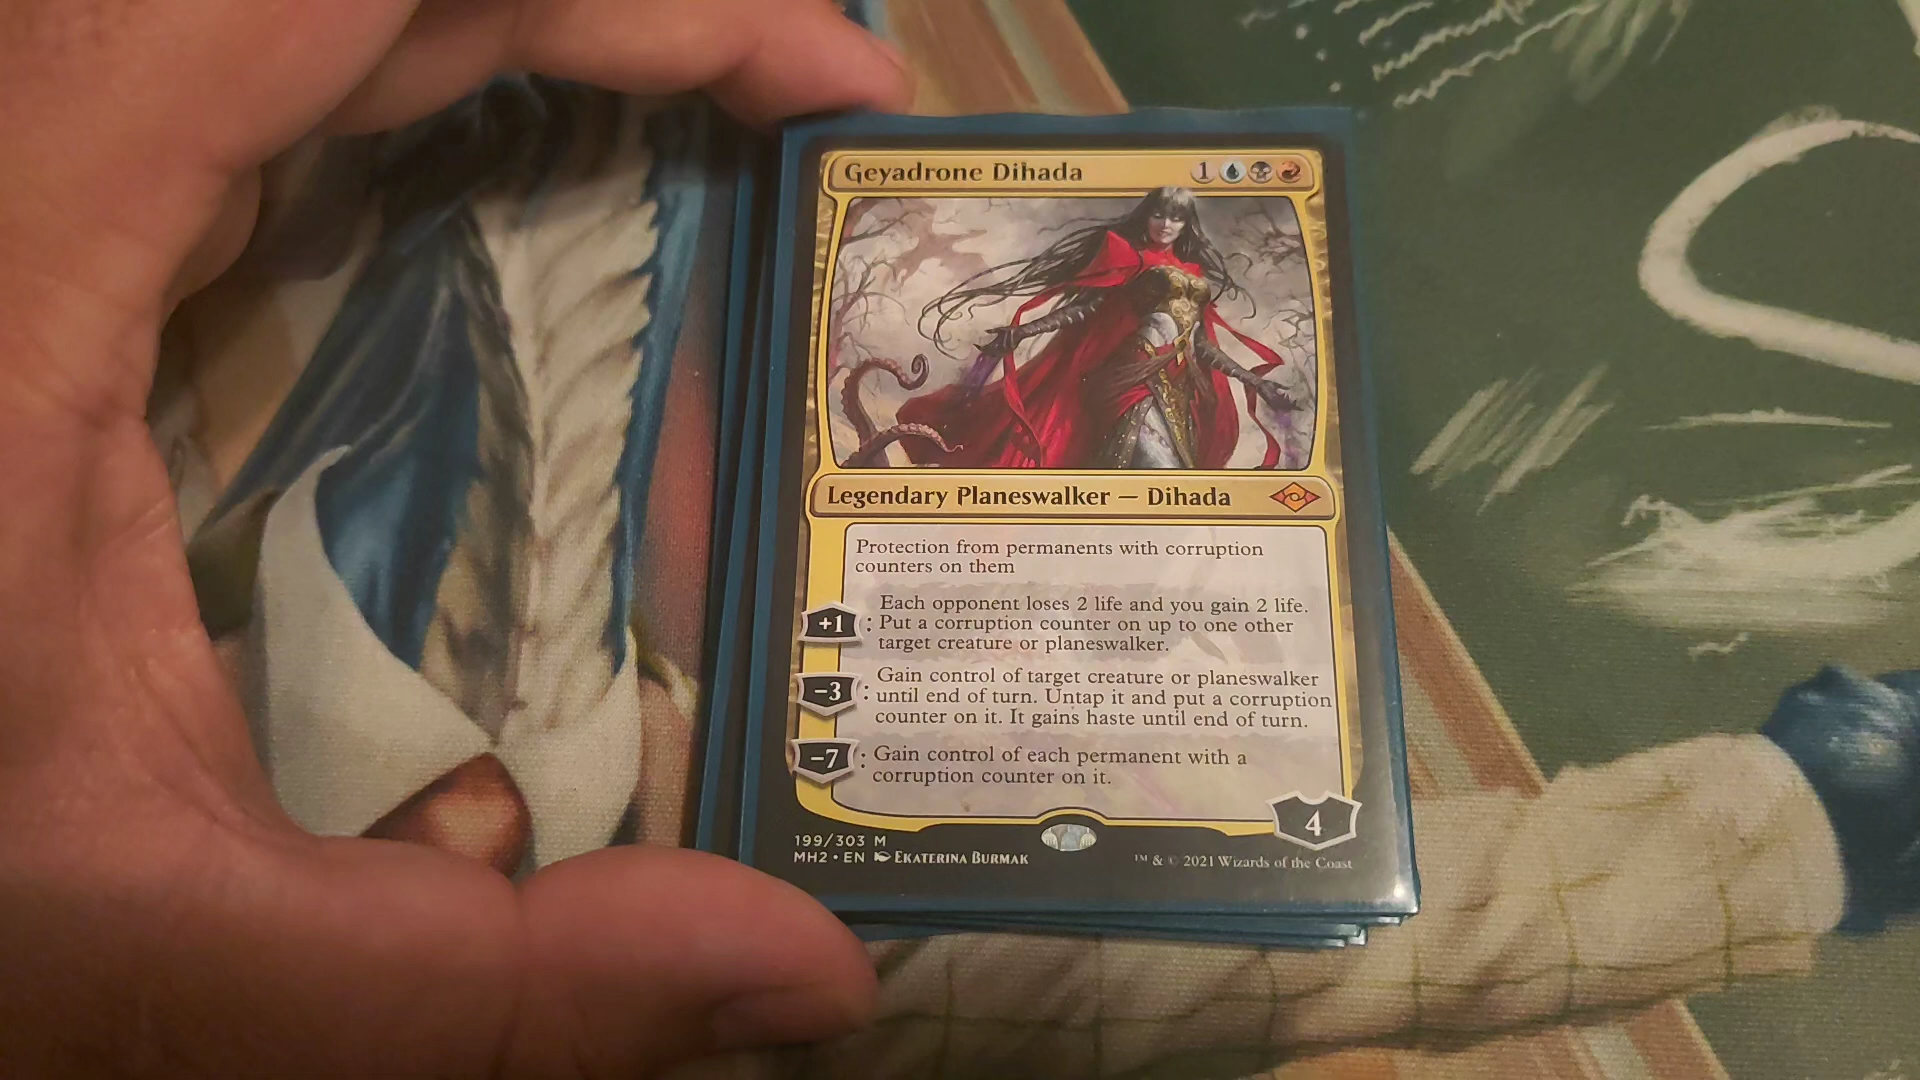 Geyadrone Dihada 1
Legendary Planeswalker — Dihada
Protection from permanents with corruption
counters on them
Each opponent loses 2 life and you gain 2 life.
+1 : Put a corruption counter on up to one other
target creature or planeswalker.
Gain control of target creature or planeswalker
−3 : until end of turn. Untap it and put a corruption
counter on it. It gains haste until end of turn.
−7 : Gain control of each permanent with a
corruption counter on it.
4
199/303 M
MH2 • EN EKATERINA BURMAK
™ & © 2021 Wizards of the Coast